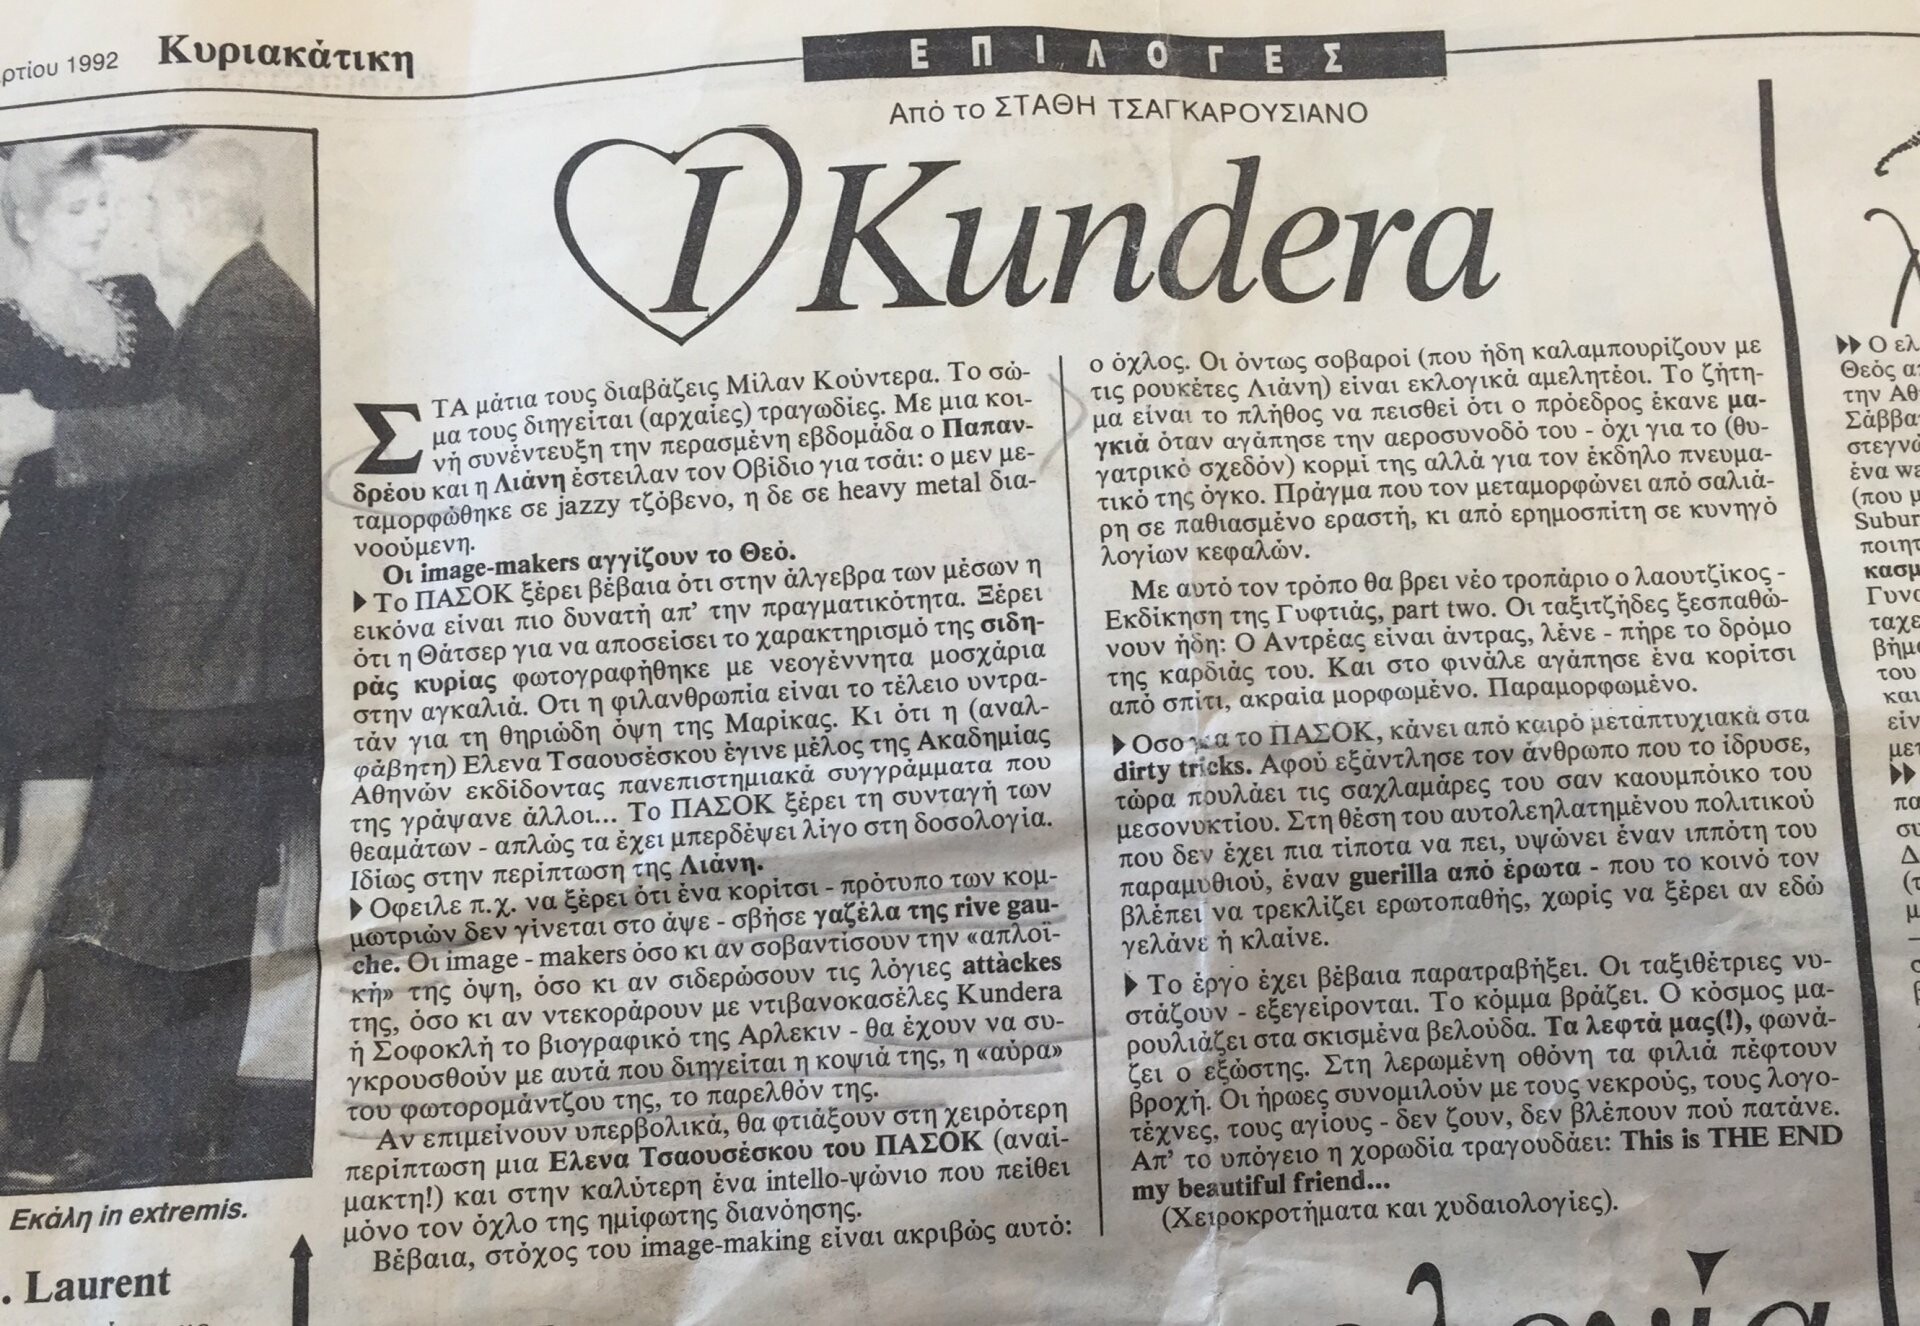 ρτίου 1992 Κυριακάτικη
ΕΠΙΛΟΓΕΣ
Από το ΣΤΑΘΗ ΤΣΑΓΚΑΡΟΥΣΙΑΝΟ
I Kundera
ΣΤΑ μάτια τους διαβάζεις Μίλαν Κούντερα. Το σώ-
μα τους διηγείται (αρχαίες) τραγωδίες. Με μια κοι-
νή συνέντευξη την περασμένη εβδομάδα ο Παπαν-
δρέου και η Λιάνη έστειλαν τον Οβίδιο για τσάι: ο μεν με-
ταμορφώθηκε σε jazzy τζόβενο, η δε σε heavy metal δια-
νοούμενη.
Οι image-makers αγγίζουν το Θεό.
Το ΠΑΣΟΚ ξέρει βέβαια ότι στην άλγεβρα των μέσων η
εικόνα είναι πιο δυνατή απ' την πραγματικότητα. Ξέρει
ότι η Θάτσερ για να αποσείσει το χαρακτηρισμό της σιδη-
ράς κυρίας φωτογραφήθηκε με νεογέννητα μοσχάρια
στην αγκαλιά. Οτι η φιλανθρωπία είναι το τέλειο υντρα-
τάν για τη θηριώδη όψη της Μαρίκας. Κι ότι η (αναλ-
φάβητη) Ελενα Τσαουσέσκου έγινε μέλος της Ακαδημίας
Αθηνών εκδίδοντας πανεπιστημιακά συγγράμματα που
της γράψανε άλλοι... Το ΠΑΣΟΚ ξέρει τη συνταγή των
θεαμάτων - απλώς τα έχει μπερδέψει λίγο στη δοσολογία.
Ιδίως στην περίπτωση της Λιάνη.
Οφειλε π.χ. να ξέρει ότι ένα κορίτσι - πρότυπο των κομ-
μωτριών δεν γίνεται στο άψε - σβήσε γαζέλα της rive gau-
che. Οι image - makers όσο κι αν σοβαντίσουν την «απλοϊ-
κή» της όψη, όσο κι αν σιδερώσουν τις λόγιες attàckes
της, όσο κι αν ντεκοράρουν με ντιβανοκασέλες Kundera
ή Σοφοκλή το βιογραφικό της Αρλεκιν - θα έχουν να συ-
γκρουσθούν με αυτά που διηγείται η κοψιά της, η «αύρα»
του φωτορομάντζου της, το παρελθόν της.
Αν επιμείνουν υπερβολικά, θα φτιάξουν στη χειρότερη
περίπτωση μια Ελενα Τσαουσέσκου του ΠΑΣΟΚ (αναί-
μακτη!) και στην καλύτερη ένα intello-ψώνιο που πείθει
μόνο τον όχλο της ημίφωτης διανόησης.
Βέβαια, στόχος του image-making είναι ακριβώς αυτό:
ο όχλος. Οι όντως σοβαροί (που ήδη καλαμπουρίζουν με
τις ρουκέτες Λιάνη) είναι εκλογικά αμελητέοι. Το ζήτη-
μα είναι το πλήθος να πεισθεί ότι ο πρόεδρος έκανε μα-
γκιά όταν αγάπησε την αεροσυνοδό του - όχι για το (θυ-
γατρικό σχεδόν) κορμί της αλλά για τον έκδηλο πνευμα-
τικό της όγκο. Πράγμα που τον μεταμορφώνει από σαλιά-
ρη σε παθιασμένο εραστή, κι από ερημοσπίτη σε κυνηγό
λογίων κεφαλών.
Με αυτό τον τρόπο θα βρει νέο τροπάριο ο λαουτζίκος -
Εκδίκηση της Γυφτιάς, part two. Οι ταξιτζήδες ξεσπαθώ-
νουν ήδη: Ο Αντρέας είναι άντρας, λένε - πήρε το δρόμο
της καρδιάς του. Και στο φινάλε αγάπησε ένα κορίτσι
από σπίτι, ακραία μορφωμένο. Παραμορφωμένο.
Οσο για το ΠΑΣΟΚ, κάνει από καιρό μεταπτυχιακά στα
dirty tricks. Αφού εξάντλησε τον άνθρωπο που το ίδρυσε,
τώρα πουλάει τις σαχλαμάρες του σαν καουμπόικο του
μεσονυκτίου. Στη θέση του αυτολεηλατημένου πολιτικού
που δεν έχει πια τίποτα να πει, υψώνει έναν ιππότη του
παραμυθιού, έναν guerilla από έρωτα - που το κοινό τον
βλέπει να τρεκλίζει ερωτοπαθής, χωρίς να ξέρει αν εδώ
γελάνε ή κλαίνε.
Το έργο έχει βέβαια παρατραβήξει. Οι ταξιθέτριες νυ-
στάζουν - εξεγείρονται. Το κόμμα βράζει. Ο κόσμος μα-
ρουλιάζει στα σκισμένα βελούδα. Τα λεφτά μας(!), φωνά-
ζει ο εξώστης. Στη λερωμένη οθόνη τα φιλιά πέφτουν
βροχή. Οι ήρωες συνομιλούν με τους νεκρούς, τους λογο-
τέχνες, τους αγίους - δεν ζουν, δεν βλέπουν πού πατάνε.
Απ' το υπόγειο η χορωδία τραγουδάει: This is THE END
my beautiful friend...
(Χειροκροτήματα και χυδαιολογίες).
Εκάλη in extremis.
. Laurent
Ο ελ
Θεός απ
την Αθ
Σάββα
στεγνώ
ένα wa
(που μ
Subur
ποιητ
κασμ
Γυνα
ταχε
βήμα
του
και
είν
μετ
πα
συ
Δ
(τ
μ